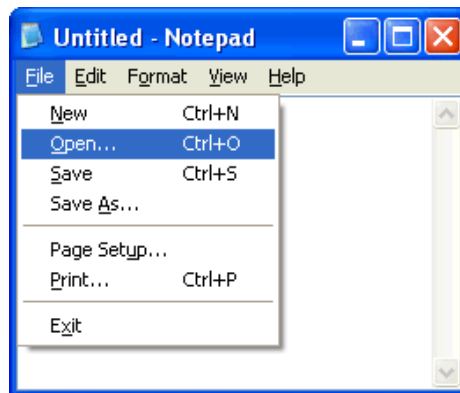 Untitled - Notepad
File Edit Format View Help
New Ctrl+N
Open... Ctrl+O
Save Ctrl+S
Save As...
Page Setup...
Print... Ctrl+P
Exit